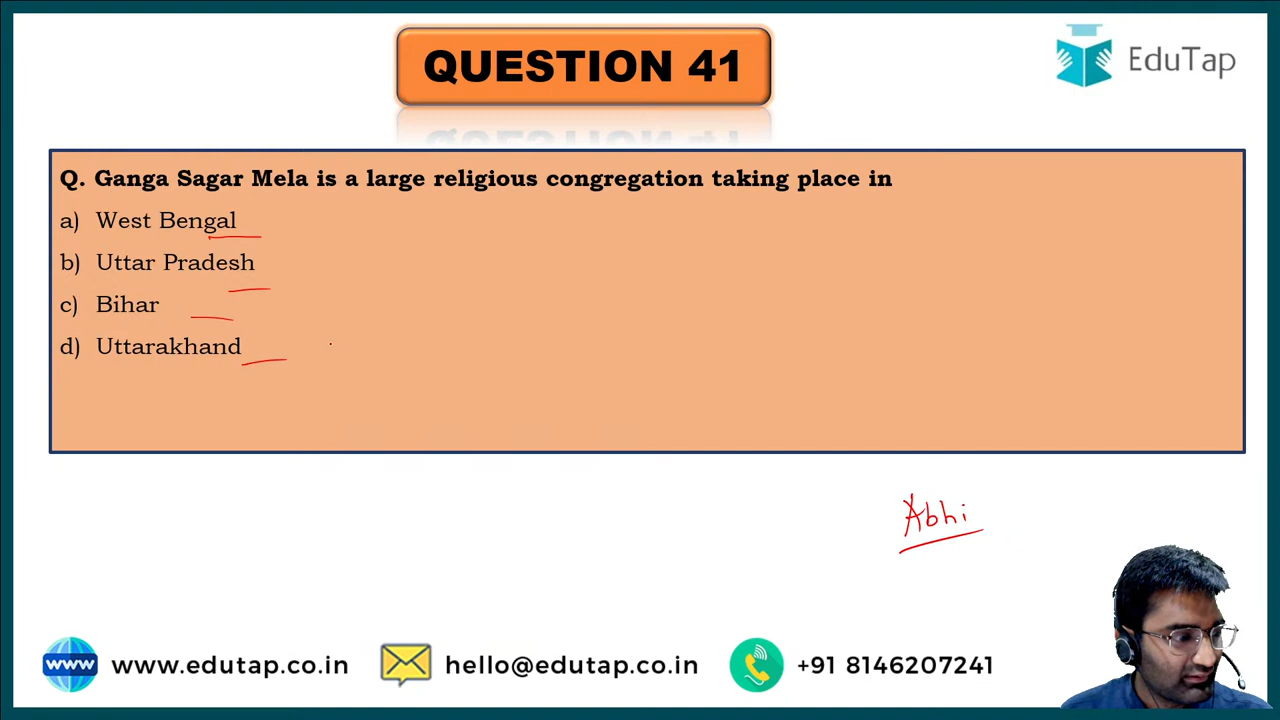 QUESTION 41
EduTap
Q. Ganga Sagar Mela is a large religious congregation taking place in
a) West Bengal
b) Uttar Pradesh
c) Bihar
d) Uttarakhand
Abhi
www www.edutap.co.in hello@edutap.co.in +91 8146207241